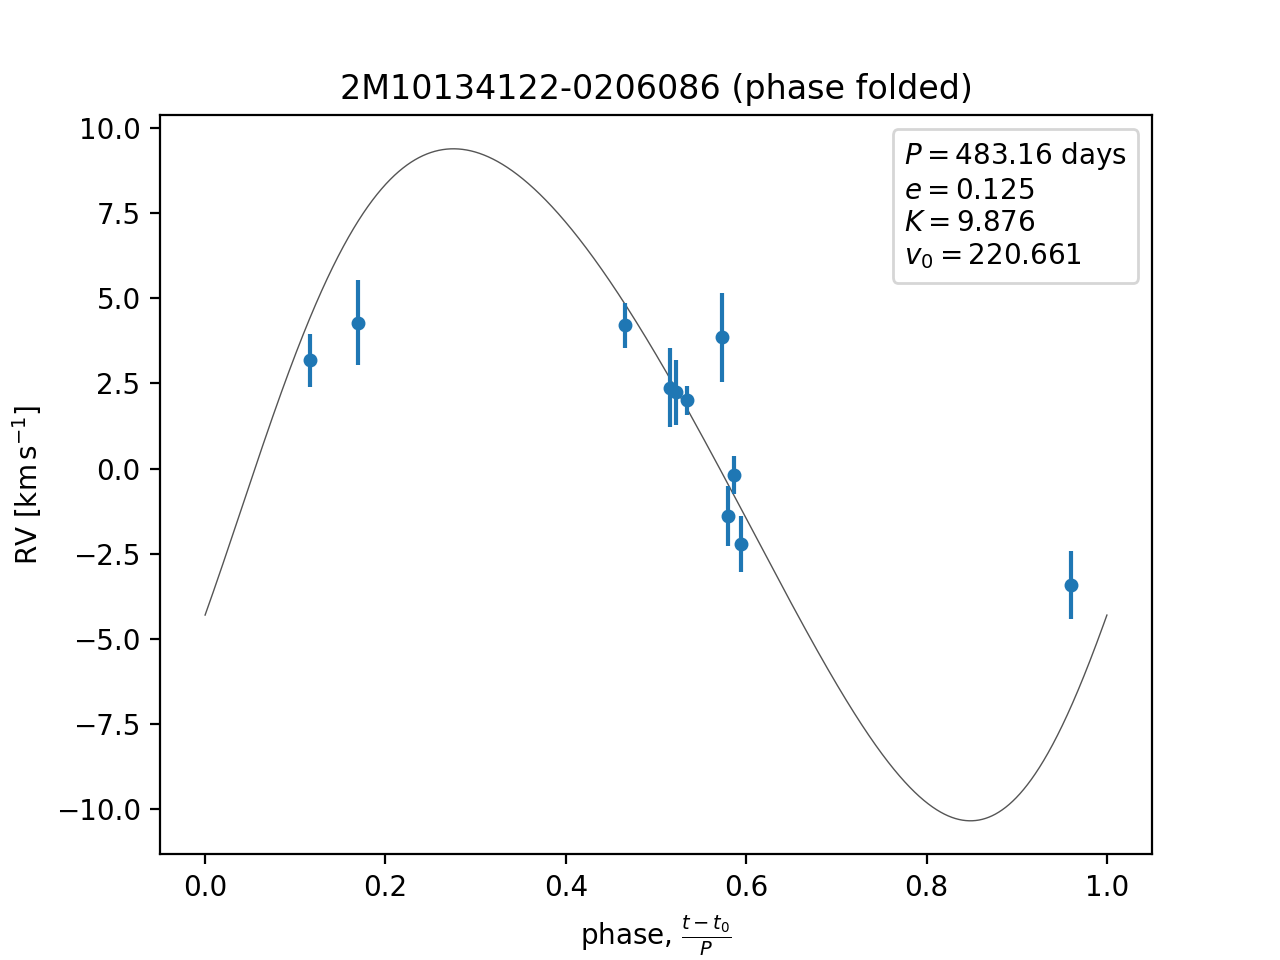 2M10134122-0206086 (phase folded)
P = 483.16 days
e = 0.125
K = 9.876
v₀ = 220.661
RV [km s⁻¹]
10.0
7.5
5.0
2.5
0.0
−2.5
−5.0
−7.5
−10.0
0.0 0.2 0.4 0.6 0.8 1.0
phase, (t − t₀)/P